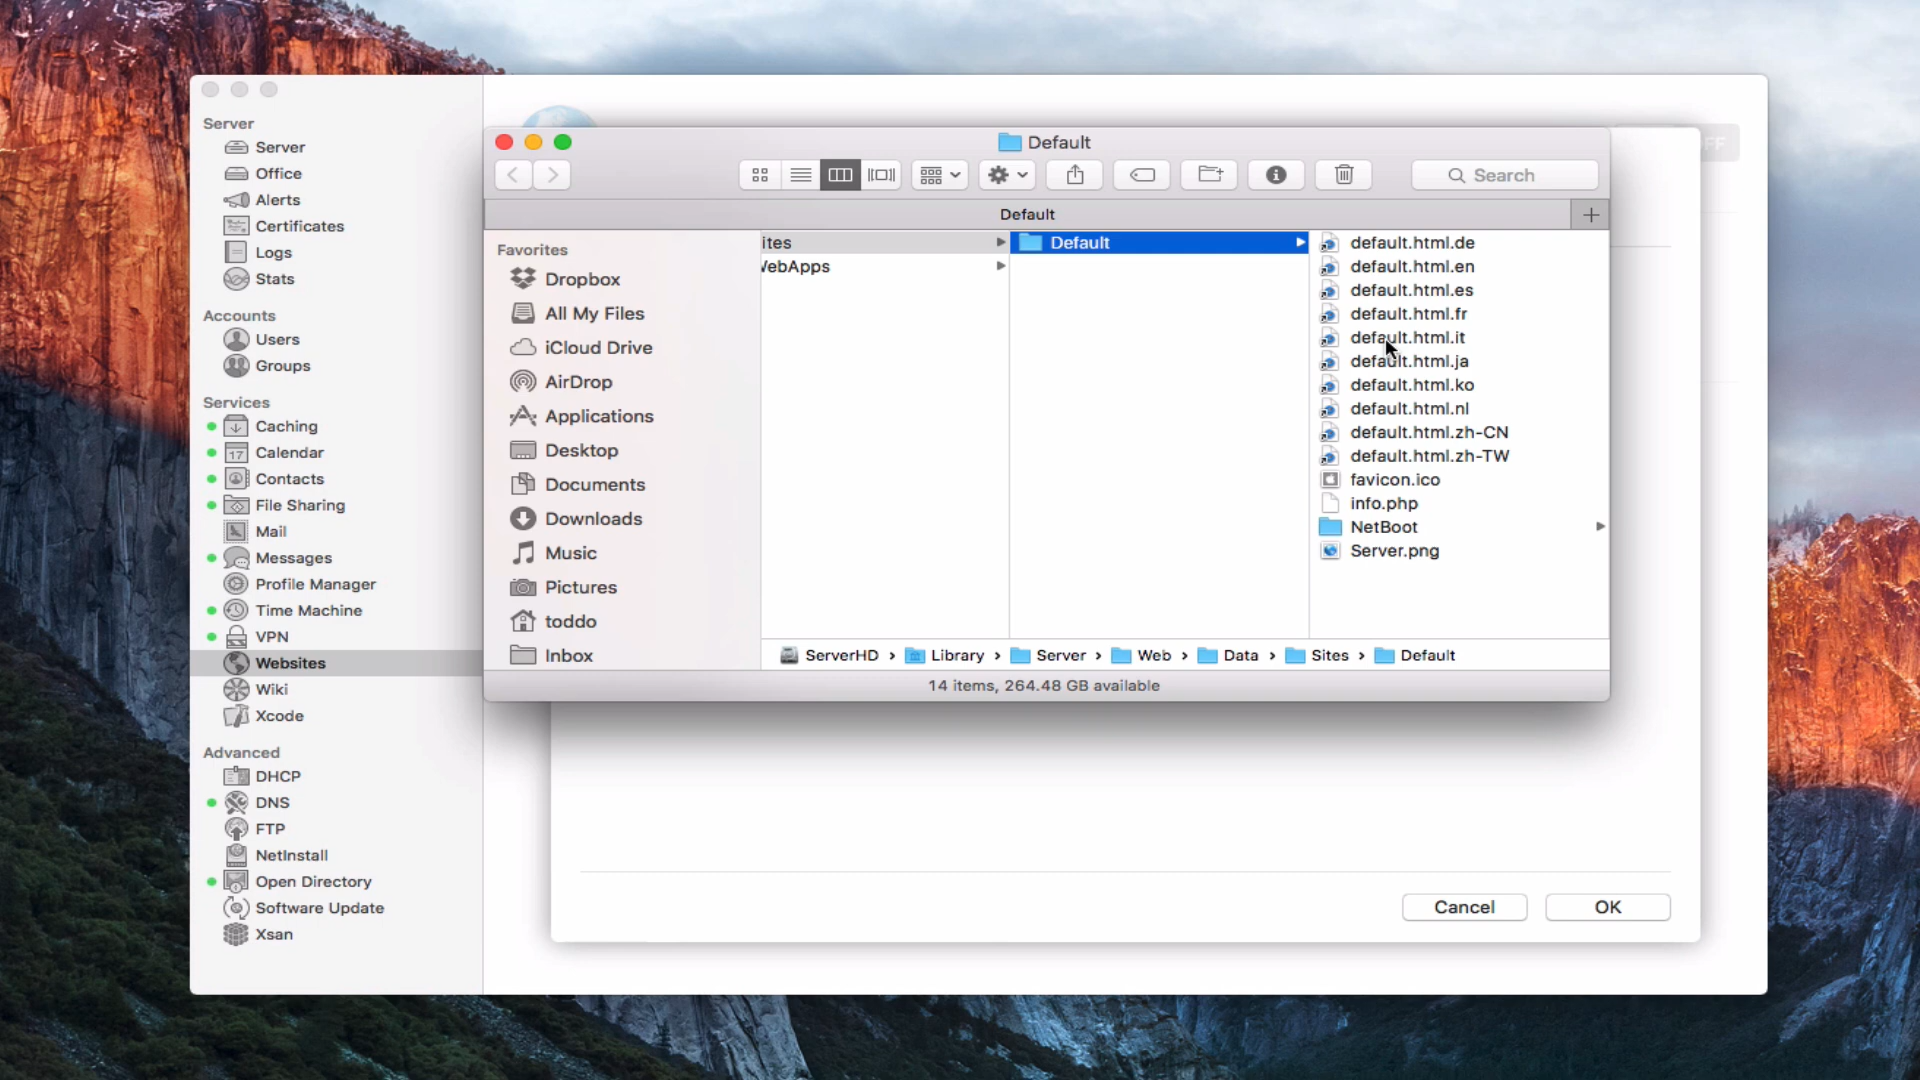 Server
Server
Office
Alerts
Certificates
Logs
Stats
Accounts
Users
Groups
Services
Caching
17 Calendar
Contacts
File Sharing
Mail
Messages
Profile Manager
Time Machine
VPN
Websites
Wiki
Xcode
Advanced
DHCP
DNS
FTP
NetInstall
Open Directory
Software Update
Xsan
Default
Search
Default
Favorites
Dropbox
All My Files
iCloud Drive
AirDrop
Applications
Desktop
Documents
Downloads
Music
Pictures
toddo
Inbox
ites
WebApps
Default
default.html.de
default.html.en
default.html.es
default.html.fr
default.html.it
default.html.ja
default.html.ko
default.html.nl
default.html.zh-CN
default.html.zh-TW
favicon.ico
info.php
NetBoot
Server.png
ServerHD › Library › Server › Web › Data › Sites › Default
14 items, 264.48 GB available
Cancel
OK